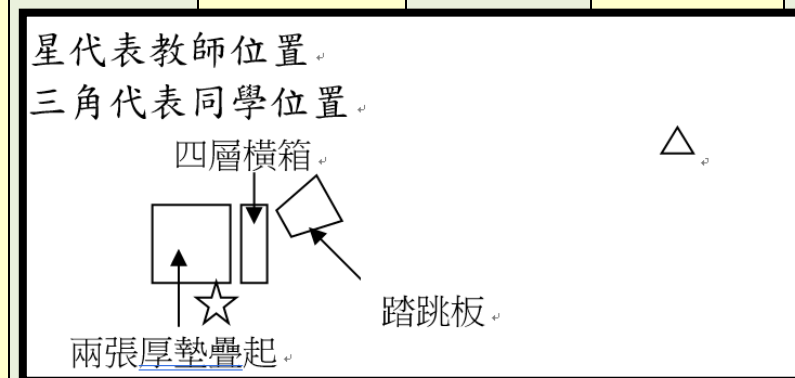 星代表教師位置
三角代表同學位置
四層橫箱
踏跳板
兩張厚墊疊起